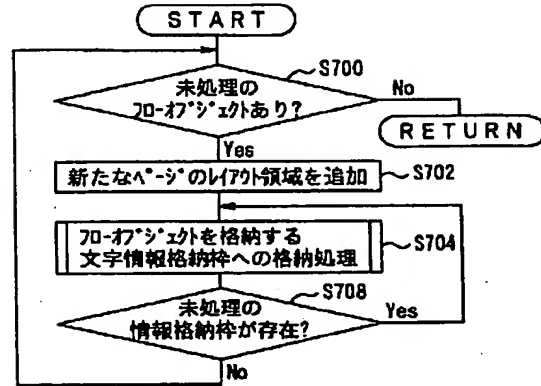 START
S700
未処理の
フローオブジェクトあり?
No
RETURN
Yes
新たなページのレイアウト領域を追加
S702
フローオブジェクトを格納する
文字情報格納枠への格納処理
S704
S708
未処理の
情報格納枠が存在?
Yes
No